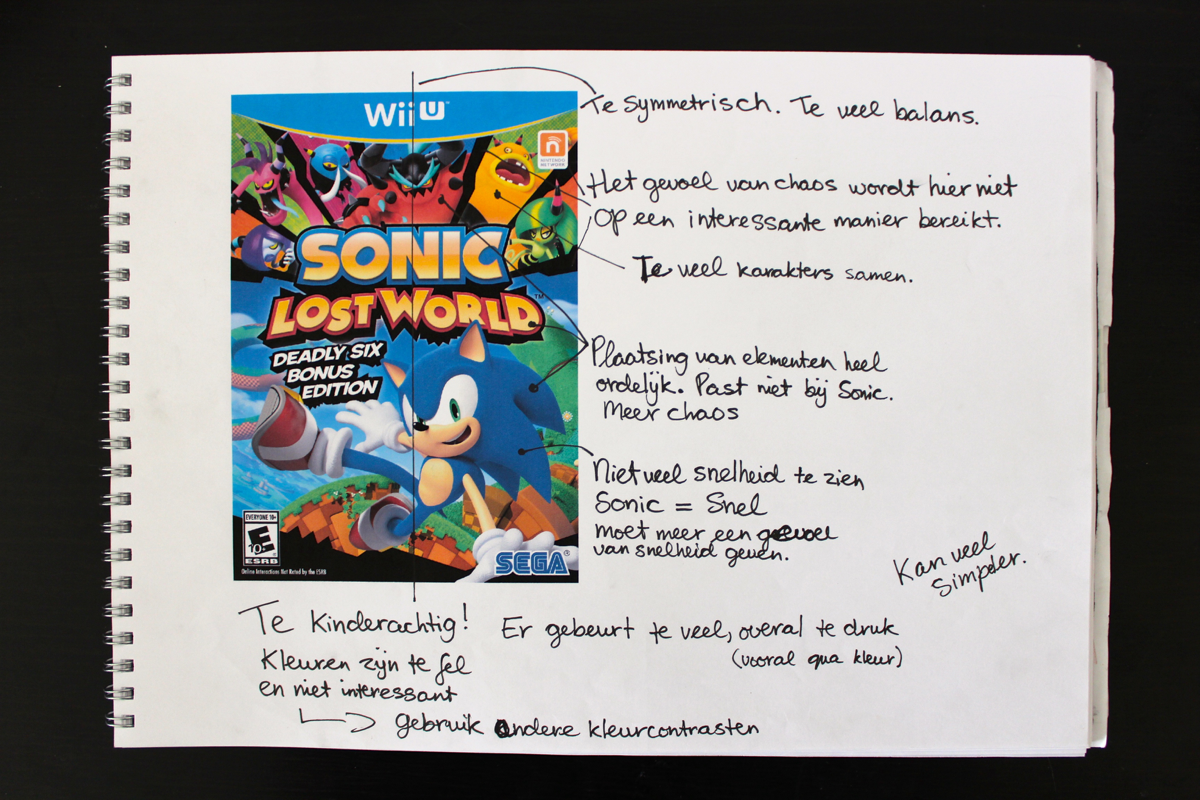 Wii U™
NINTENDO
NETWORK
SONIC
LOST WORLD™
DEADLY SIX
BONUS
EDITION
EVERYONE 10+
E
10+
ESRB
Online Interactions Not Rated by the ESRB
SEGA®
Te symmetrisch. Te veel balans.
Het gevoel van chaos wordt hier niet
op een interessante manier bereikt.
Te veel karakters samen.
Plaatsing van elementen heel
ordelijk. Past niet bij Sonic.
Meer chaos
Niet veel snelheid te zien
Sonic = Snel
moet meer een gevoel
van snelheid geven.
Kan veel
simpeler.
Te kinderachtig!
Kleuren zijn te fel
en niet interessant
gebruik andere kleurcontrasten
Er gebeurt te veel, overal te druk
(vooral qua kleur)